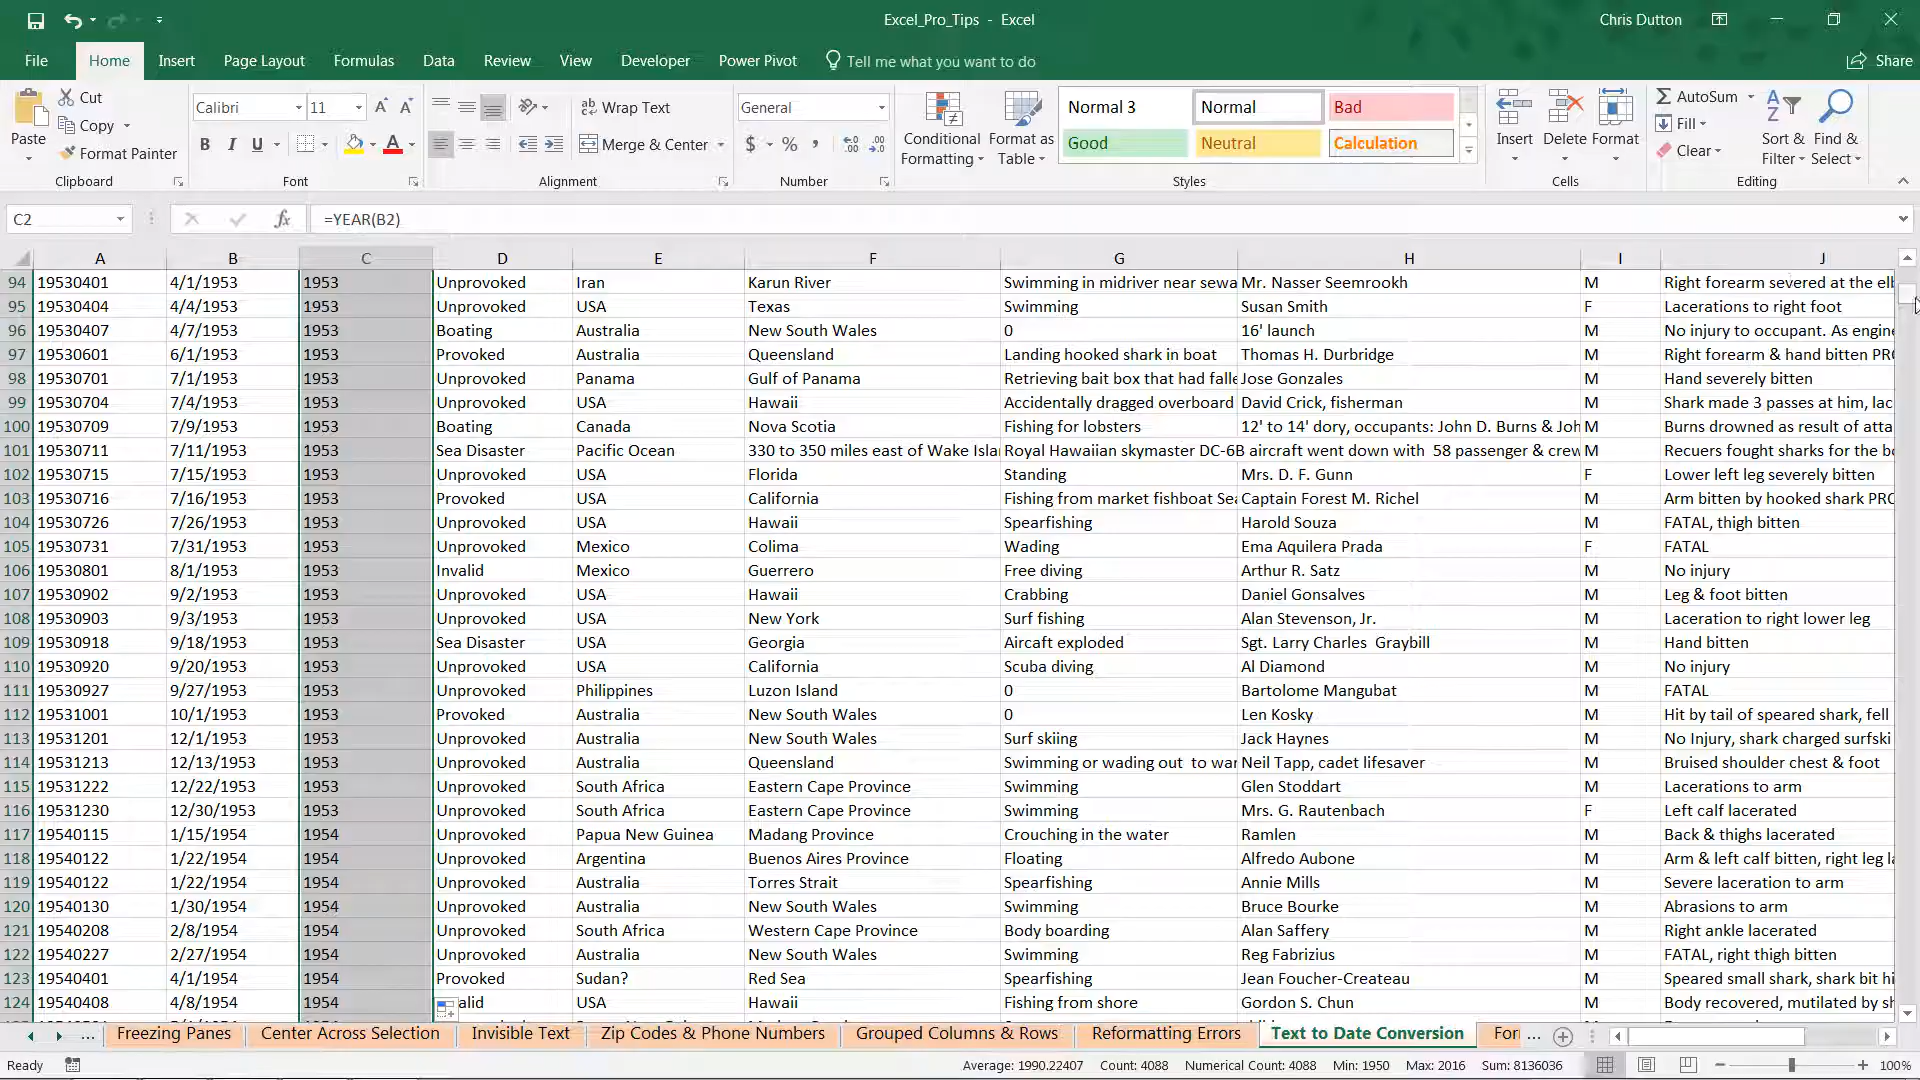 Excel_Pro_Tips - Excel
Chris Dutton
File Home Insert Page Layout Formulas Data Review View Developer Power Pivot Tell me what you want to do Share
Paste
Cut
Copy
Format Painter
Clipboard
Calibri 11
B I U
Font
Wrap Text
Merge & Center
Alignment
General
$ % ,
Number
Conditional Formatting
Format as Table
Normal 3 Normal Bad
Good Neutral Calculation
Styles
Insert Delete Format
Cells
AutoSum
Fill
Clear
Sort & Filter
Find & Select
Editing
C2 fx =YEAR(B2)
A B C D E F G H I J
94 19530401 4/1/1953 1953 Unprovoked Iran Karun River Swimming in midriver near sewa Mr. Nasser Seemrookh M Right forearm severed at the elb
95 19530404 4/4/1953 1953 Unprovoked USA Texas Swimming Susan Smith F Lacerations to right foot
96 19530407 4/7/1953 1953 Boating Australia New South Wales 0 16' launch M No injury to occupant. As engine
97 19530601 6/1/1953 1953 Provoked Australia Queensland Landing hooked shark in boat Thomas H. Durbridge M Right forearm & hand bitten PRO
98 19530701 7/1/1953 1953 Unprovoked Panama Gulf of Panama Retrieving bait box that had falle Jose Gonzales M Hand severely bitten
99 19530704 7/4/1953 1953 Unprovoked USA Hawaii Accidentally dragged overboard David Crick, fisherman M Shark made 3 passes at him, lac
100 19530709 7/9/1953 1953 Boating Canada Nova Scotia Fishing for lobsters 12' to 14' dory, occupants: John D. Burns & Joh M Burns drowned as result of atta
101 19530711 7/11/1953 1953 Sea Disaster Pacific Ocean 330 to 350 miles east of Wake Islan Royal Hawaiian skymaster DC-6B aircraft went down with 58 passenger & crew M Recuers fought sharks for the bo
102 19530715 7/15/1953 1953 Unprovoked USA Florida Standing Mrs. D. F. Gunn F Lower left leg severely bitten
103 19530716 7/16/1953 1953 Provoked USA California Fishing from market fishboat Sea Captain Forest M. Richel M Arm bitten by hooked shark PRO
104 19530726 7/26/1953 1953 Unprovoked USA Hawaii Spearfishing Harold Souza M FATAL, thigh bitten
105 19530731 7/31/1953 1953 Unprovoked Mexico Colima Wading Ema Aquilera Prada F FATAL
106 19530801 8/1/1953 1953 Invalid Mexico Guerrero Free diving Arthur R. Satz M No injury
107 19530902 9/2/1953 1953 Unprovoked USA Hawaii Crabbing Daniel Gonsalves M Leg & foot bitten
108 19530903 9/3/1953 1953 Unprovoked USA New York Surf fishing Alan Stevenson, Jr. M Laceration to right lower leg
109 19530918 9/18/1953 1953 Sea Disaster USA Georgia Aircaft exploded Sgt. Larry Charles Graybill M Hand bitten
110 19530920 9/20/1953 1953 Unprovoked USA California Scuba diving Al Diamond M No injury
111 19530927 9/27/1953 1953 Unprovoked Philippines Luzon Island 0 Bartolome Mangubat M FATAL
112 19531001 10/1/1953 1953 Provoked Australia New South Wales 0 Len Kosky M Hit by tail of speared shark, fell
113 19531201 12/1/1953 1953 Unprovoked Australia New South Wales Surf skiing Jack Haynes M No Injury, shark charged surfski
114 19531213 12/13/1953 1953 Unprovoked Australia Queensland Swimming or wading out to war Neil Tapp, cadet lifesaver M Bruised shoulder chest & foot
115 19531222 12/22/1953 1953 Unprovoked South Africa Eastern Cape Province Swimming Glen Stoddart M Lacerations to arm
116 19531230 12/30/1953 1953 Unprovoked South Africa Eastern Cape Province Swimming Mrs. G. Rautenbach F Left calf lacerated
117 19540115 1/15/1954 1954 Unprovoked Papua New Guinea Madang Province Crouching in the water Ramlen M Back & thighs lacerated
118 19540122 1/22/1954 1954 Unprovoked Argentina Buenos Aires Province Floating Alfredo Aubone M Arm & left calf bitten, right leg la
119 19540122 1/22/1954 1954 Unprovoked Australia Torres Strait Spearfishing Annie Mills M Severe laceration to arm
120 19540130 1/30/1954 1954 Unprovoked Australia New South Wales Swimming Bruce Bourke M Abrasions to arm
121 19540208 2/8/1954 1954 Unprovoked South Africa Western Cape Province Body boarding Alan Saffery M Right ankle lacerated
122 19540227 2/27/1954 1954 Unprovoked Australia New South Wales Swimming Reg Fabrizius M FATAL, right thigh bitten
123 19540401 4/1/1954 1954 Provoked Sudan? Red Sea Spearfishing Jean Foucher-Createau M Speared small shark, shark bit hi
124 19540408 4/8/1954 1954 alid USA Hawaii Fishing from shore Gordon S. Chun M Body recovered, mutilated by sh
... Freezing Panes Center Across Selection Invisible Text Zip Codes & Phone Numbers Grouped Columns & Rows Reformatting Errors Text to Date Conversion For ...
Ready Average: 1990.22407 Count: 4088 Numerical Count: 4088 Min: 1950 Max: 2016 Sum: 8136036 100%